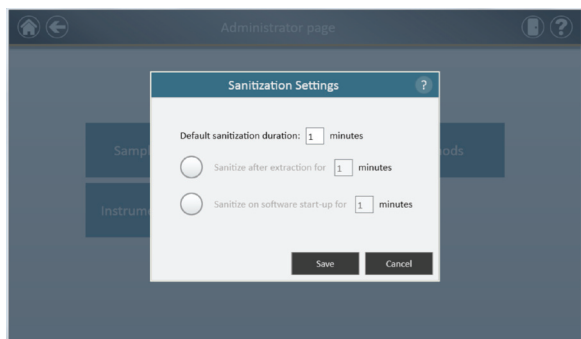 Administrator page
?
Sanitization Settings
?
Default sanitization duration: 1 minutes
Sanitize after extraction for 1 minutes
Sanitize on software start-up for 1 minutes
Save
Cancel